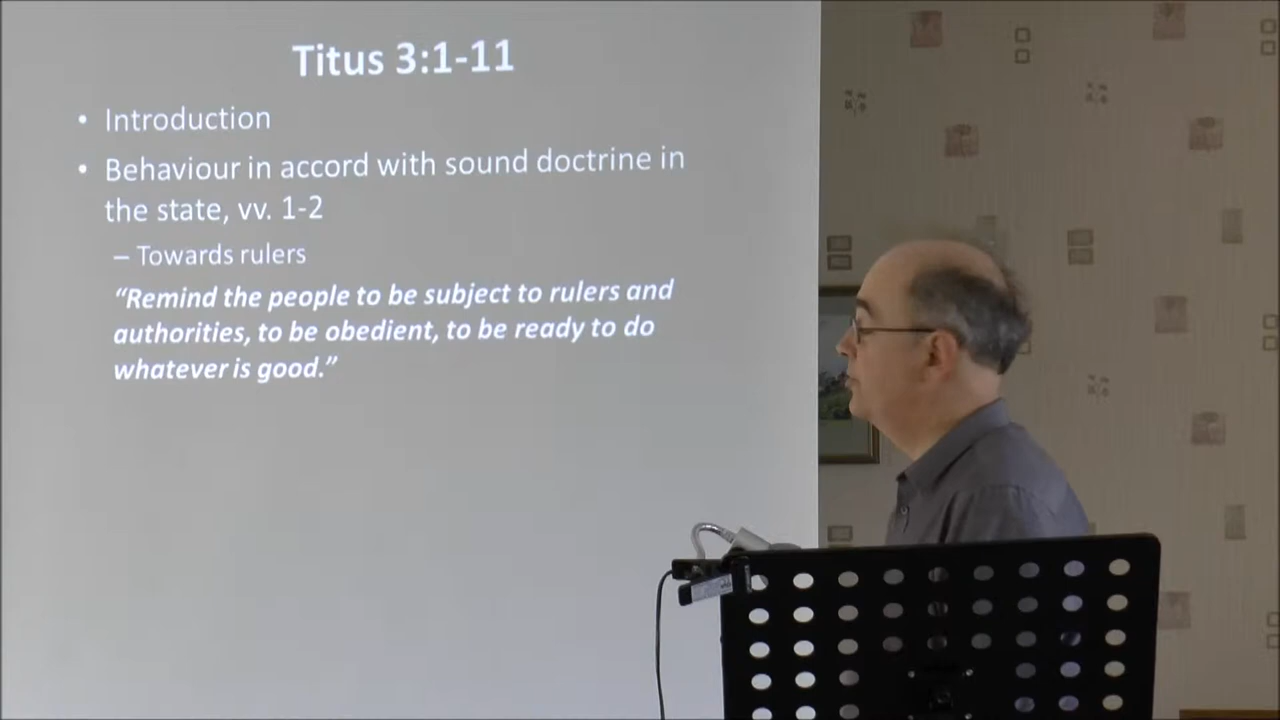 Titus 3:1-11
• Introduction
• Behaviour in accord with sound doctrine in
the state, vv. 1-2
– Towards rulers
“Remind the people to be subject to rulers and
authorities, to be obedient, to be ready to do
whatever is good.”